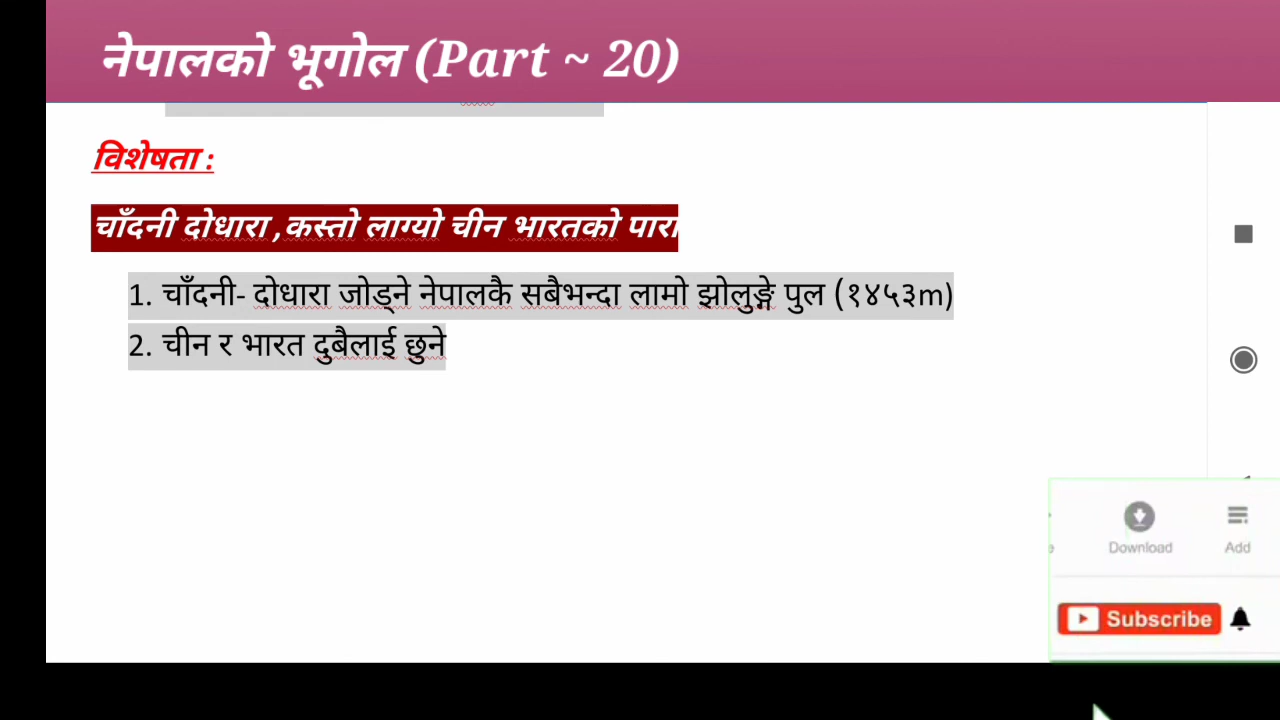 नेपालको भूगोल (Part ~ 20)
विशेषता :
चाँदनी दोधारा ,कस्तो लाग्यो चीन भारतको पारा
1. चाँदनी- दोधारा जोड्ने नेपालकै सबैभन्दा लामो झोलुङ्गे पुल (१४५३m)
2. चीन र भारत दुबैलाई छुने
Download
Add
Subscribe